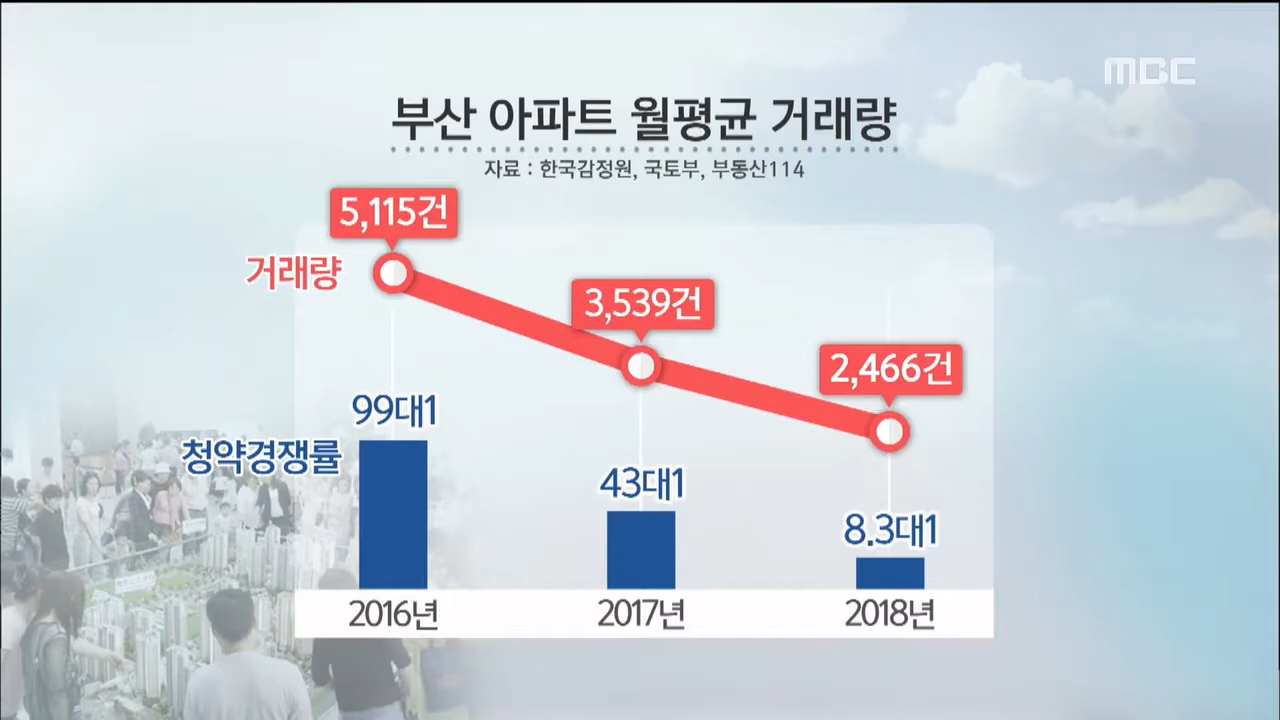 MBC
부산 아파트 월평균 거래량
자료 : 한국감정원, 국토부, 부동산114
5,115건
거래량
3,539건
2,466건
99대1
청약경쟁률
43대1
8.3대1
2016년
2017년
2018년